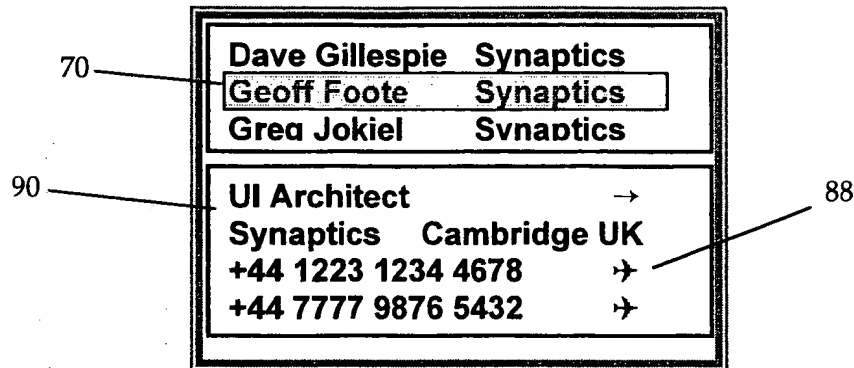 70
Dave Gillespie Synaptics
Geoff Foote Synaptics
Greg Jokiel Synaptics
90
UI Architect →
88
Synaptics Cambridge UK
+44 1223 1234 4678 ✈
+44 7777 9876 5432 ✈